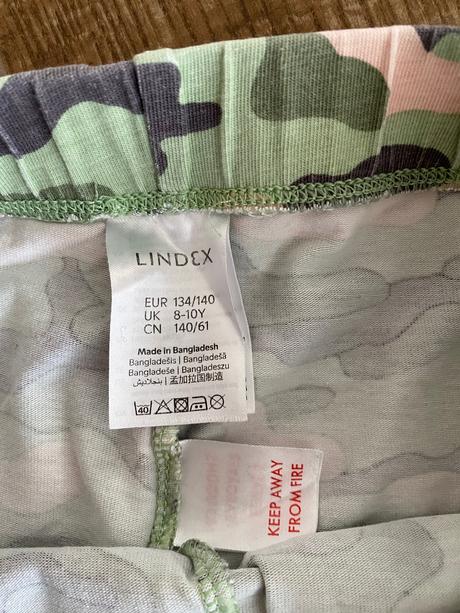 LINDEX
EUR 134/140
UK 8-10Y
CN 140/61
Made in Bangladesh
Bangladešis | Bangladešā
Bangladeše | Bangladeszu
بنجلاديش | 孟加拉国制造
40
KEEP AWAY
FROM FIRE